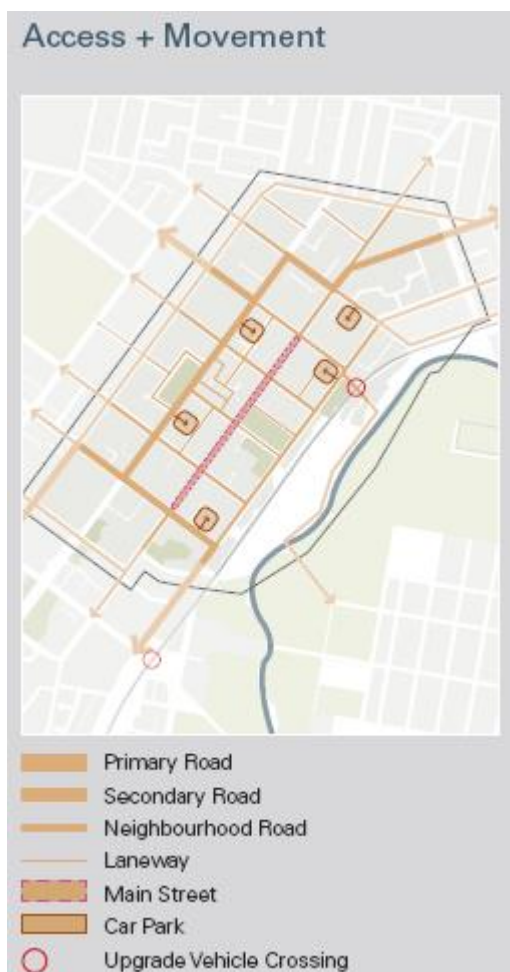 Access + Movement
Primary Road
Secondary Road
Neighbourhood Road
Laneway
Main Street
Car Park
Upgrade Vehicle Crossing